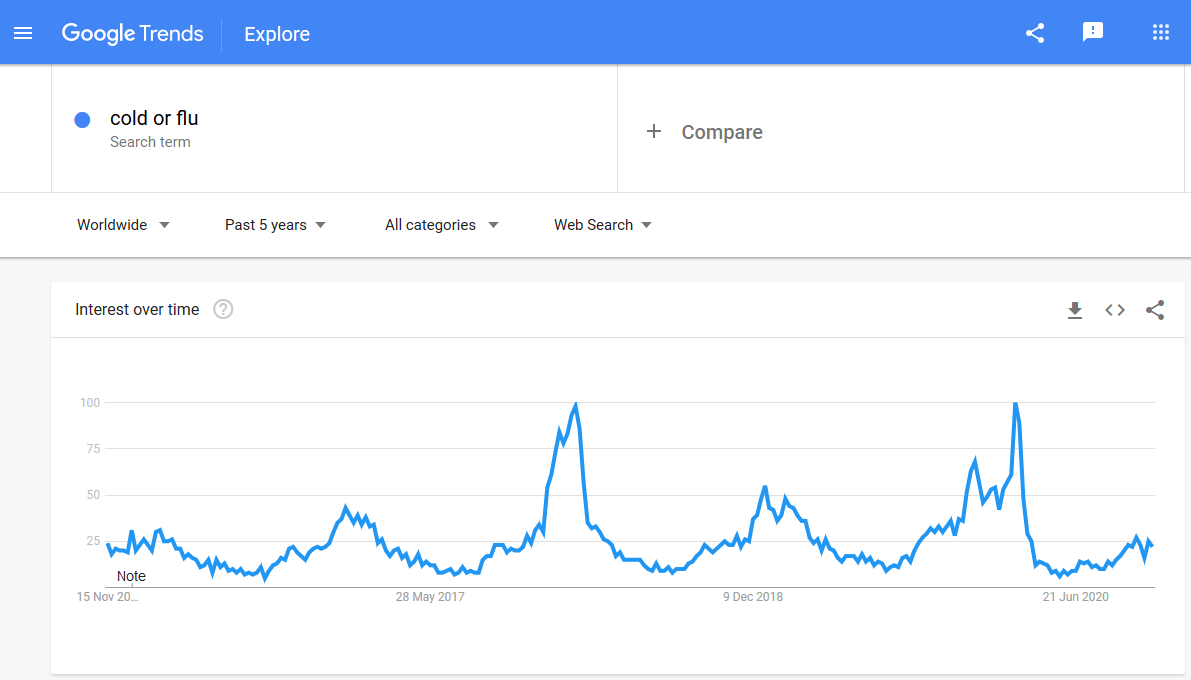 Google Trends Explore
cold or flu
Search term
+ Compare
Worldwide Past 5 years All categories Web Search
Interest over time ?
100
75
50
25
Note
15 Nov 20... 28 May 2017 9 Dec 2018 21 Jun 2020